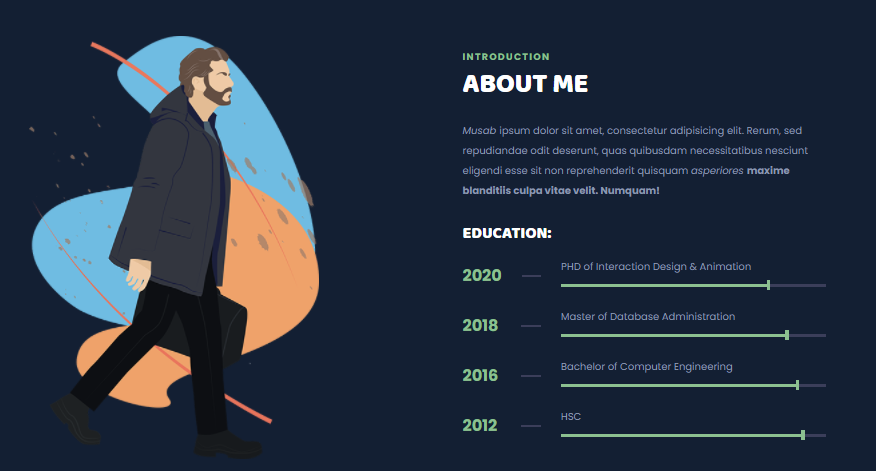 INTRODUCTION
ABOUT ME
Musab ipsum dolor sit amet, consectetur adipisicing elit. Rerum, sed
repudiandae odit deserunt, quas quibusdam necessitatibus nesciunt
eligendi esse sit non reprehenderit quisquam asperiores maxime
blanditiis culpa vitae velit. Numquam!
EDUCATION:
2020 — PHD of Interaction Design & Animation
2018 — Master of Database Administration
2016 — Bachelor of Computer Engineering
2012 — HSC